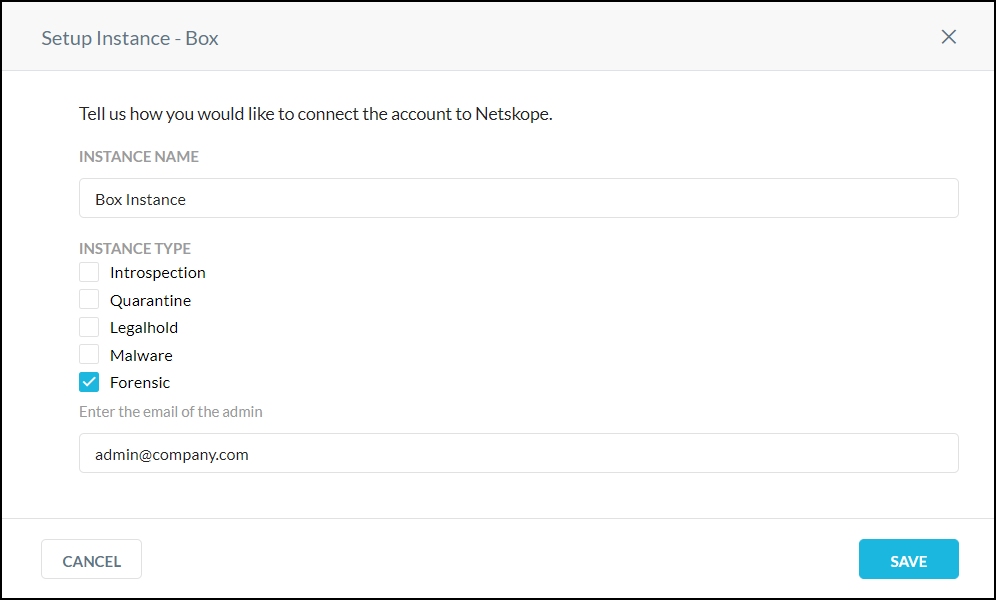 Setup Instance - Box
Tell us how you would like to connect the account to Netskope.
INSTANCE NAME
Box Instance
INSTANCE TYPE
Introspection
Quarantine
Legalhold
Malware
Forensic
Enter the email of the admin
admin@company.com
CANCEL
SAVE